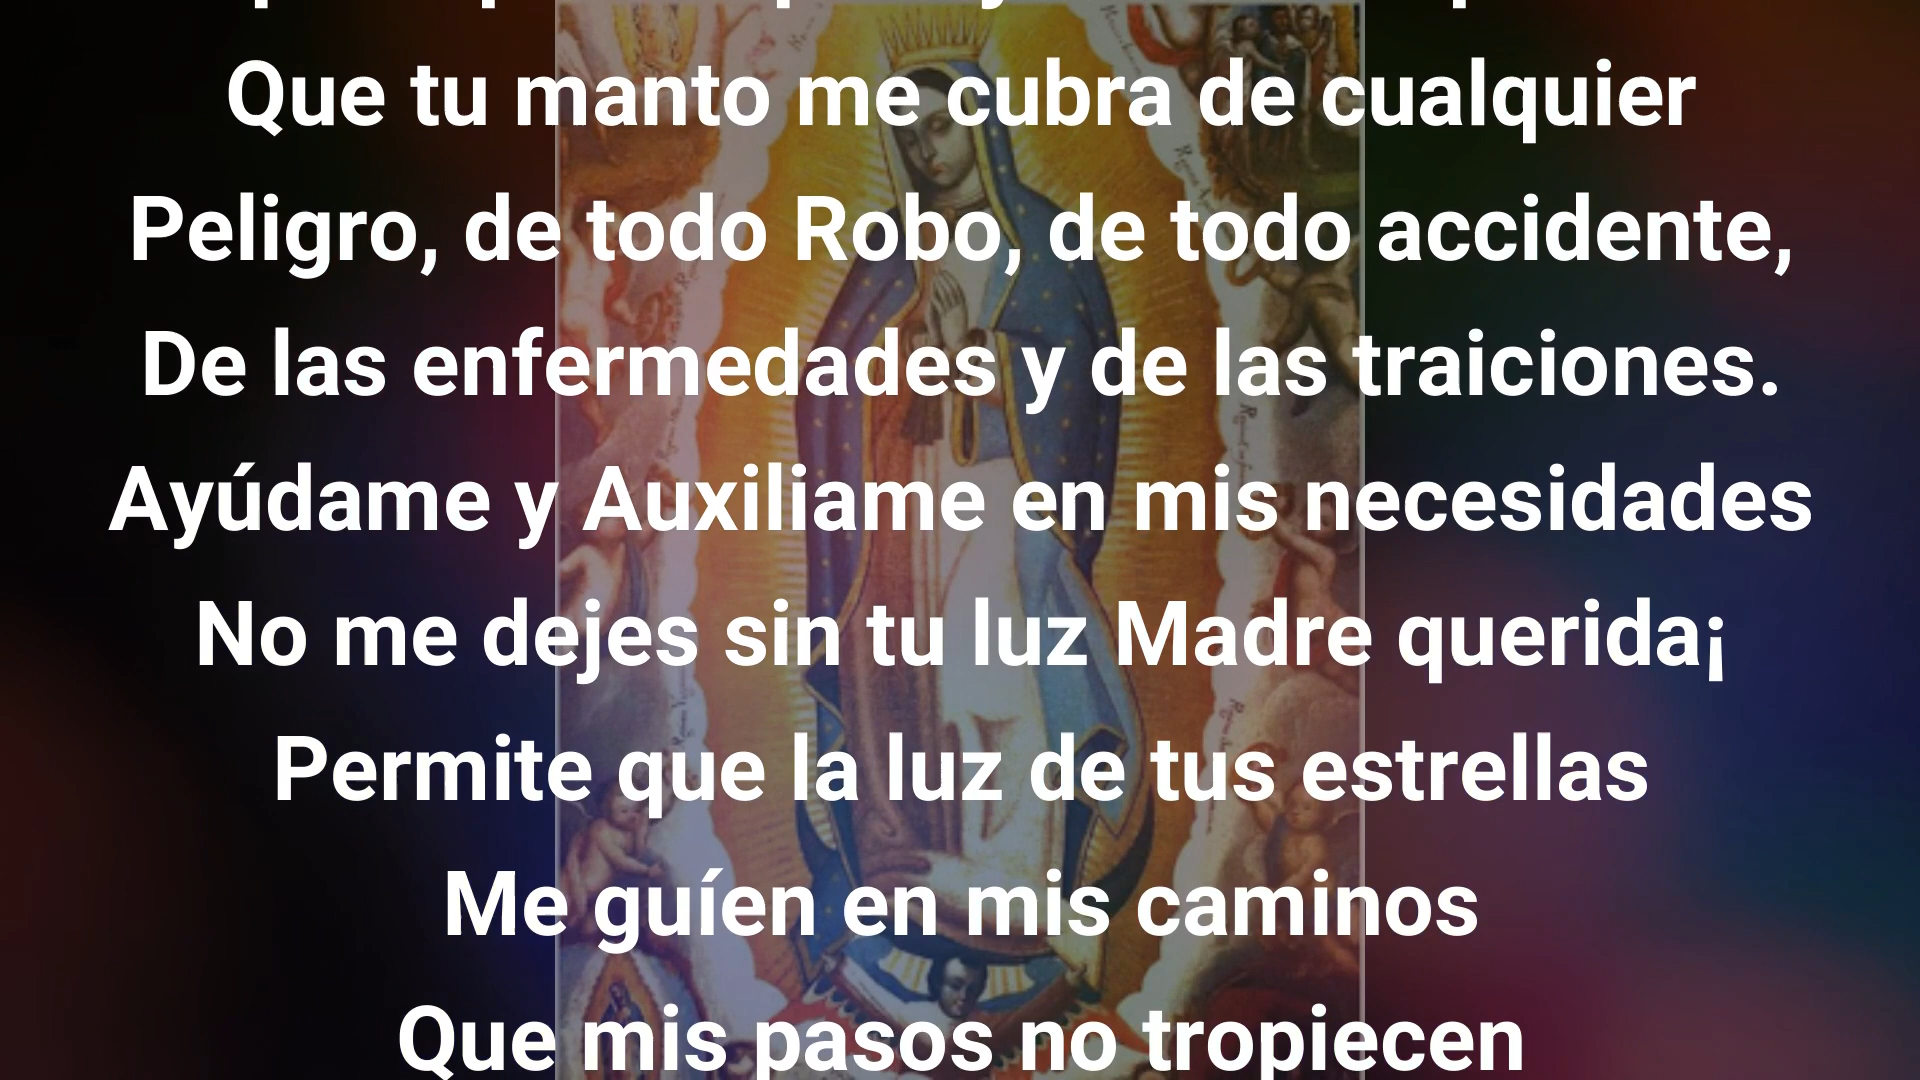 Que tu manto me cubra de cualquier
Peligro, de todo Robo, de todo accidente,
De las enfermedades y de las traiciones.
Ayúdame y Auxiliame en mis necesidades
No me dejes sin tu luz Madre querida¡
Permite que la luz de tus estrellas
Me guíen en mis caminos
Que mis pasos no tropiecen